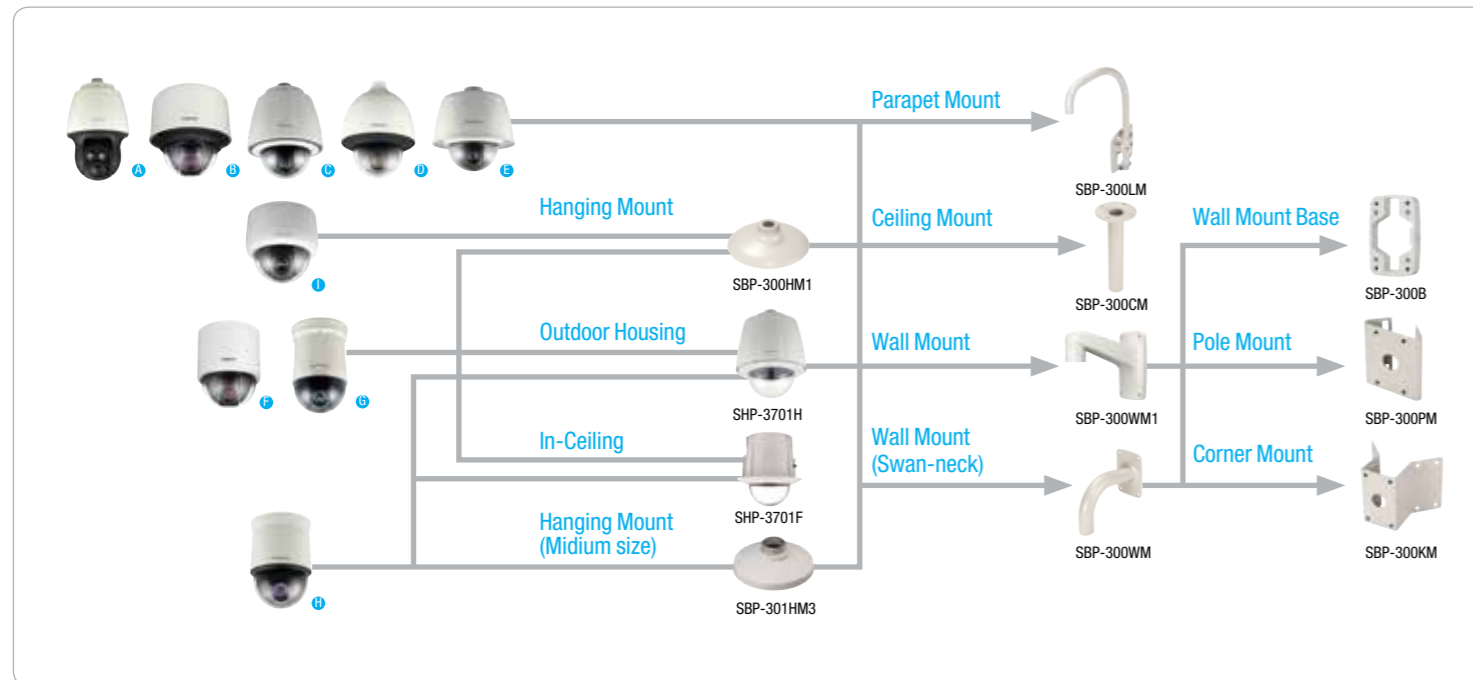 Parapet Mount
A
B
C
D
E
SBP-300LM
Hanging Mount
Ceiling Mount
Wall Mount Base
I
SBP-300HM1
SBP-300CM
SBP-300B
Outdoor Housing
Wall Mount
Pole Mount
F
G
SHP-3701H
SBP-300WM1
SBP-300PM
In-Ceiling
Wall Mount
(Swan-neck)
Corner Mount
SHP-3701F
Hanging Mount
(Midium size)
SBP-300WM
SBP-300KM
H
SBP-301HM3